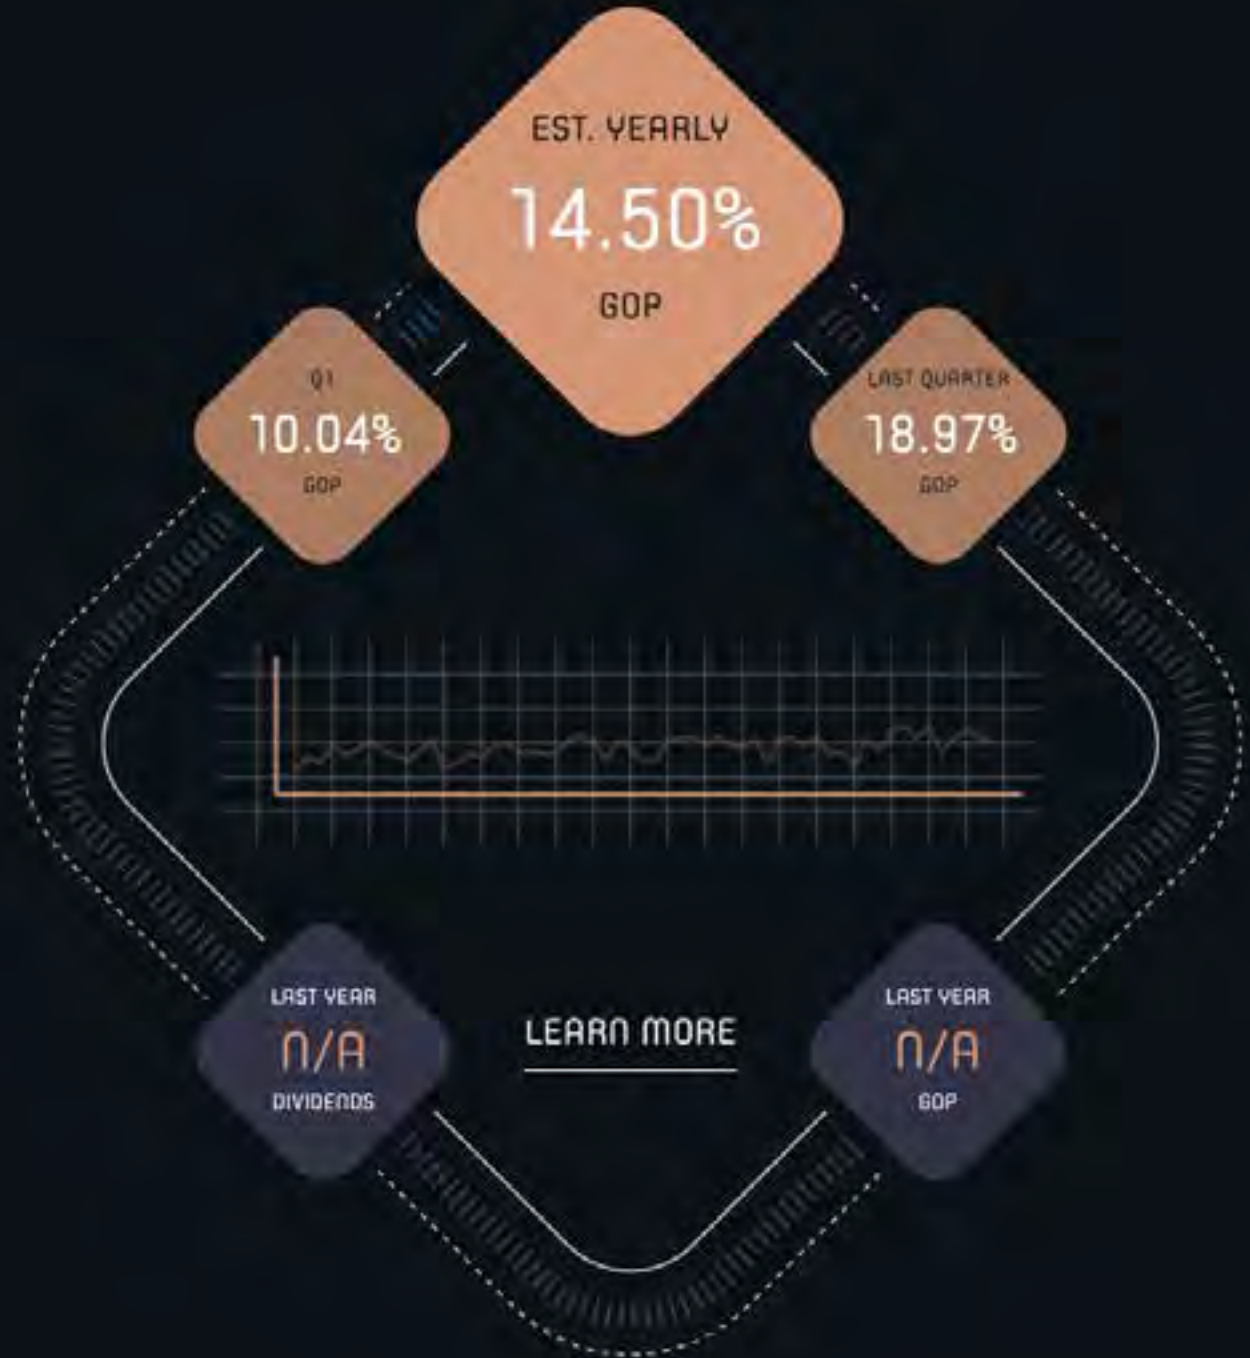 EST. YEARLY
14.50%
GOP
Q1
10.04%
GOP
LAST QUARTER
18.97%
GOP
LAST YEAR
N/A
DIVIDENDS
LEARN MORE
LAST YEAR
N/A
GOP